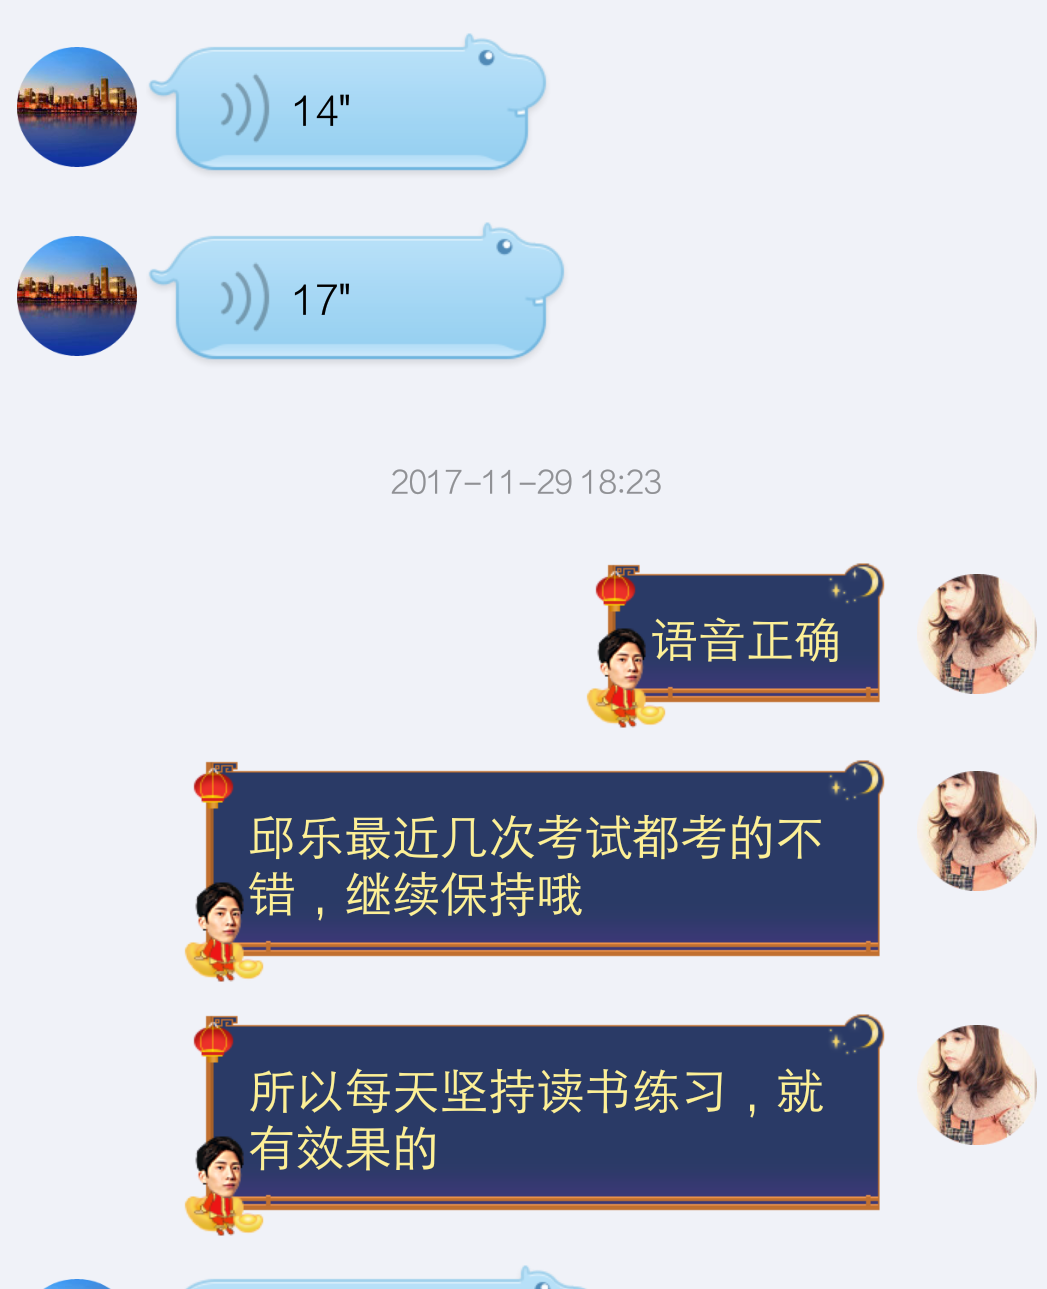 14"
17"
2017-11-29 18:23
语音正确
邱乐最近几次考试都考的不
错，继续保持哦
所以每天坚持读书练习，就
有效果的